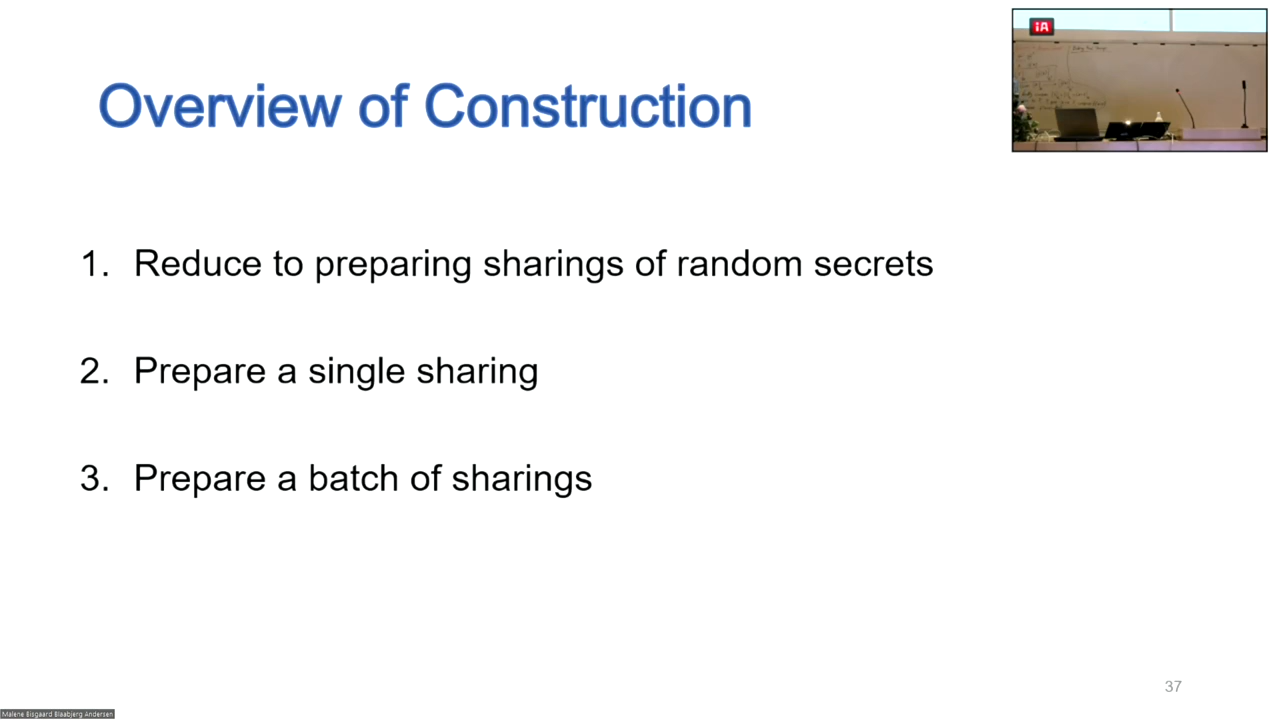 Overview of Construction
iA
1. Reduce to preparing sharings of random secrets
2. Prepare a single sharing
3. Prepare a batch of sharings
37
Malene Bisgaard Blaabjerg Andersen